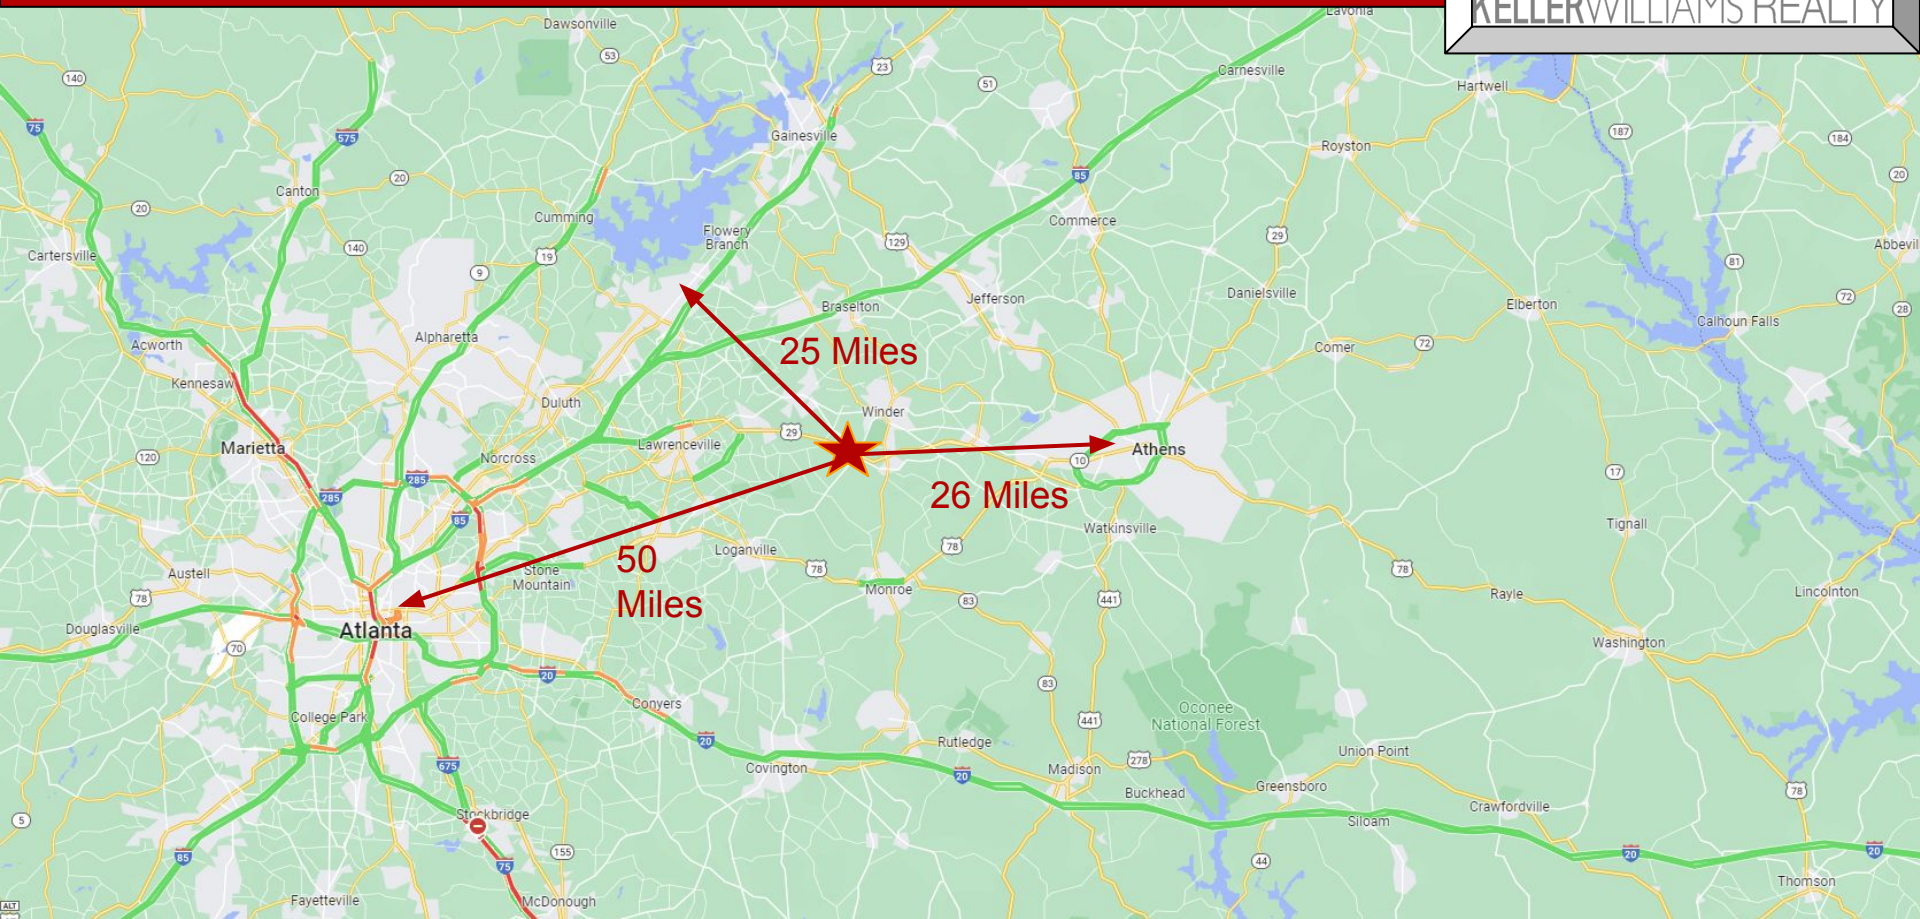 KELLERWILLIAMS REALTY
Dawsonville
Lavonia
53
23
140
51
Carnesville
Hartwell
75
575
Gainesville
187
184
Royston
85
20
20
Canton
20
Cumming
Commerce
Flowery
Branch
129
29
Abbevil
140
19
Cartersville
9
81
Danielsville
Jefferson
Braselton
Elberton
72
28
Calhoun Falls
Alpharetta
Acworth
25 Miles
Comer
72
Kennesaw
Duluth
Winder
29
Lawrenceville
Marietta
Athens
120
Norcross
10
17
285
285
26 Miles
85
Tignall
Watkinsville
78
Loganville
50
Miles
Austell
Stone
Mountain
78
78
Monroe
83
441
Rayle
Lincolnton
78
Douglasville
Atlanta
70
Washington
20
83
Conyers
Oconee
National Forest
College Park
441
20
Rutledge
Union Point
278
675
Covington
20
Madison
Buckhead
Greensboro
78
Crawfordville
Stockbridge
5
Siloam
155
85
75
44
20
20
Thomson
Fayetteville
McDonough
ALT